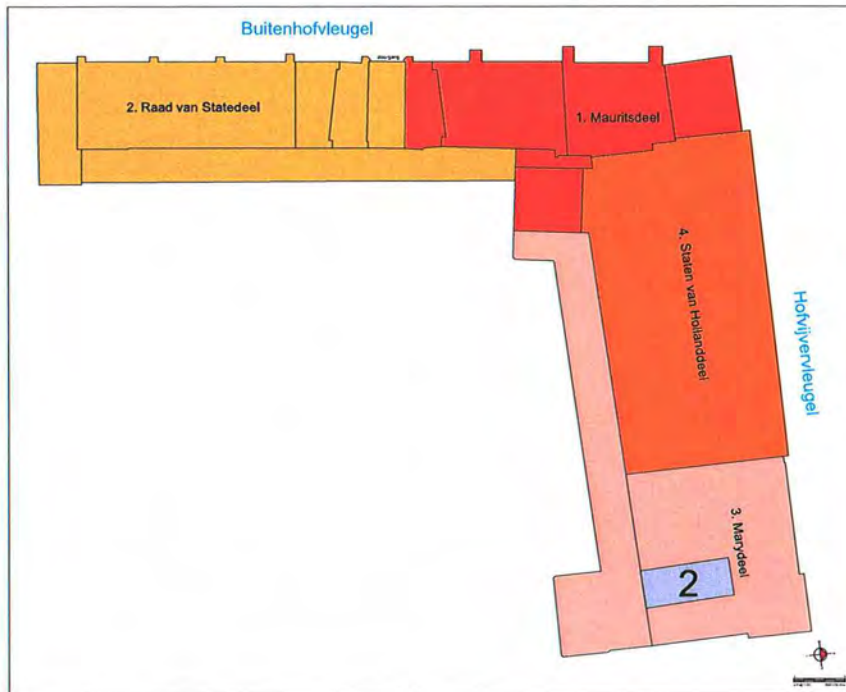 Buitenhofvleugel
2. Raad van Statedeel
1. Mauritsdeel
4. Staten van Hollanddeel
Hofvijvervleugel
3. Marydeel
2